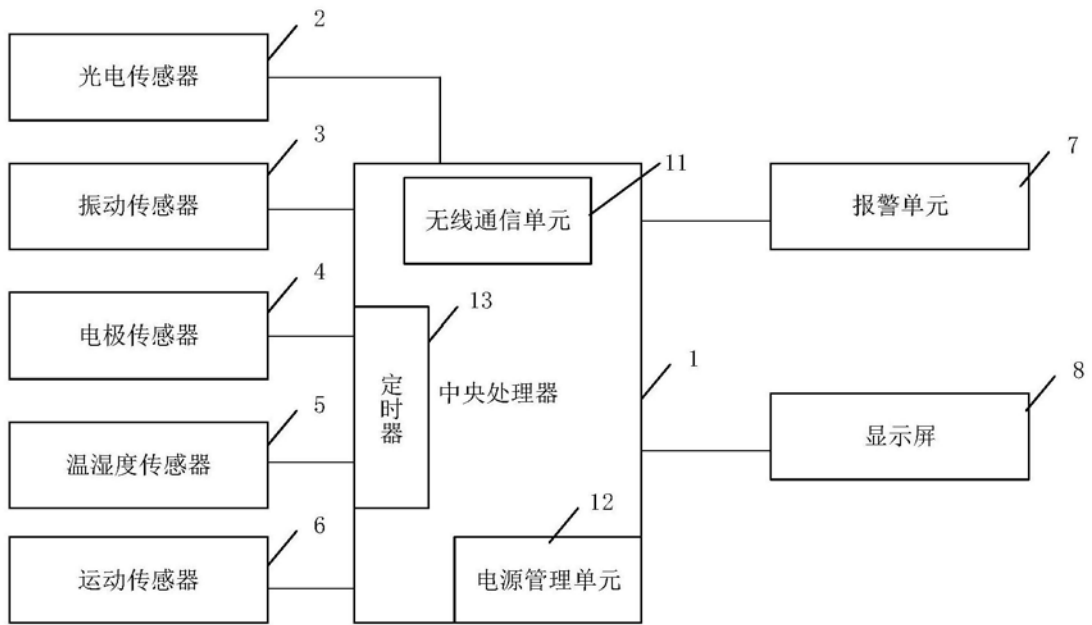 2
光电传感器
3
振动传感器
4
电极传感器
5
温湿度传感器
6
运动传感器
11
无线通信单元
13
定时器
中央处理器
12
电源管理单元
1
7
报警单元
8
显示屏